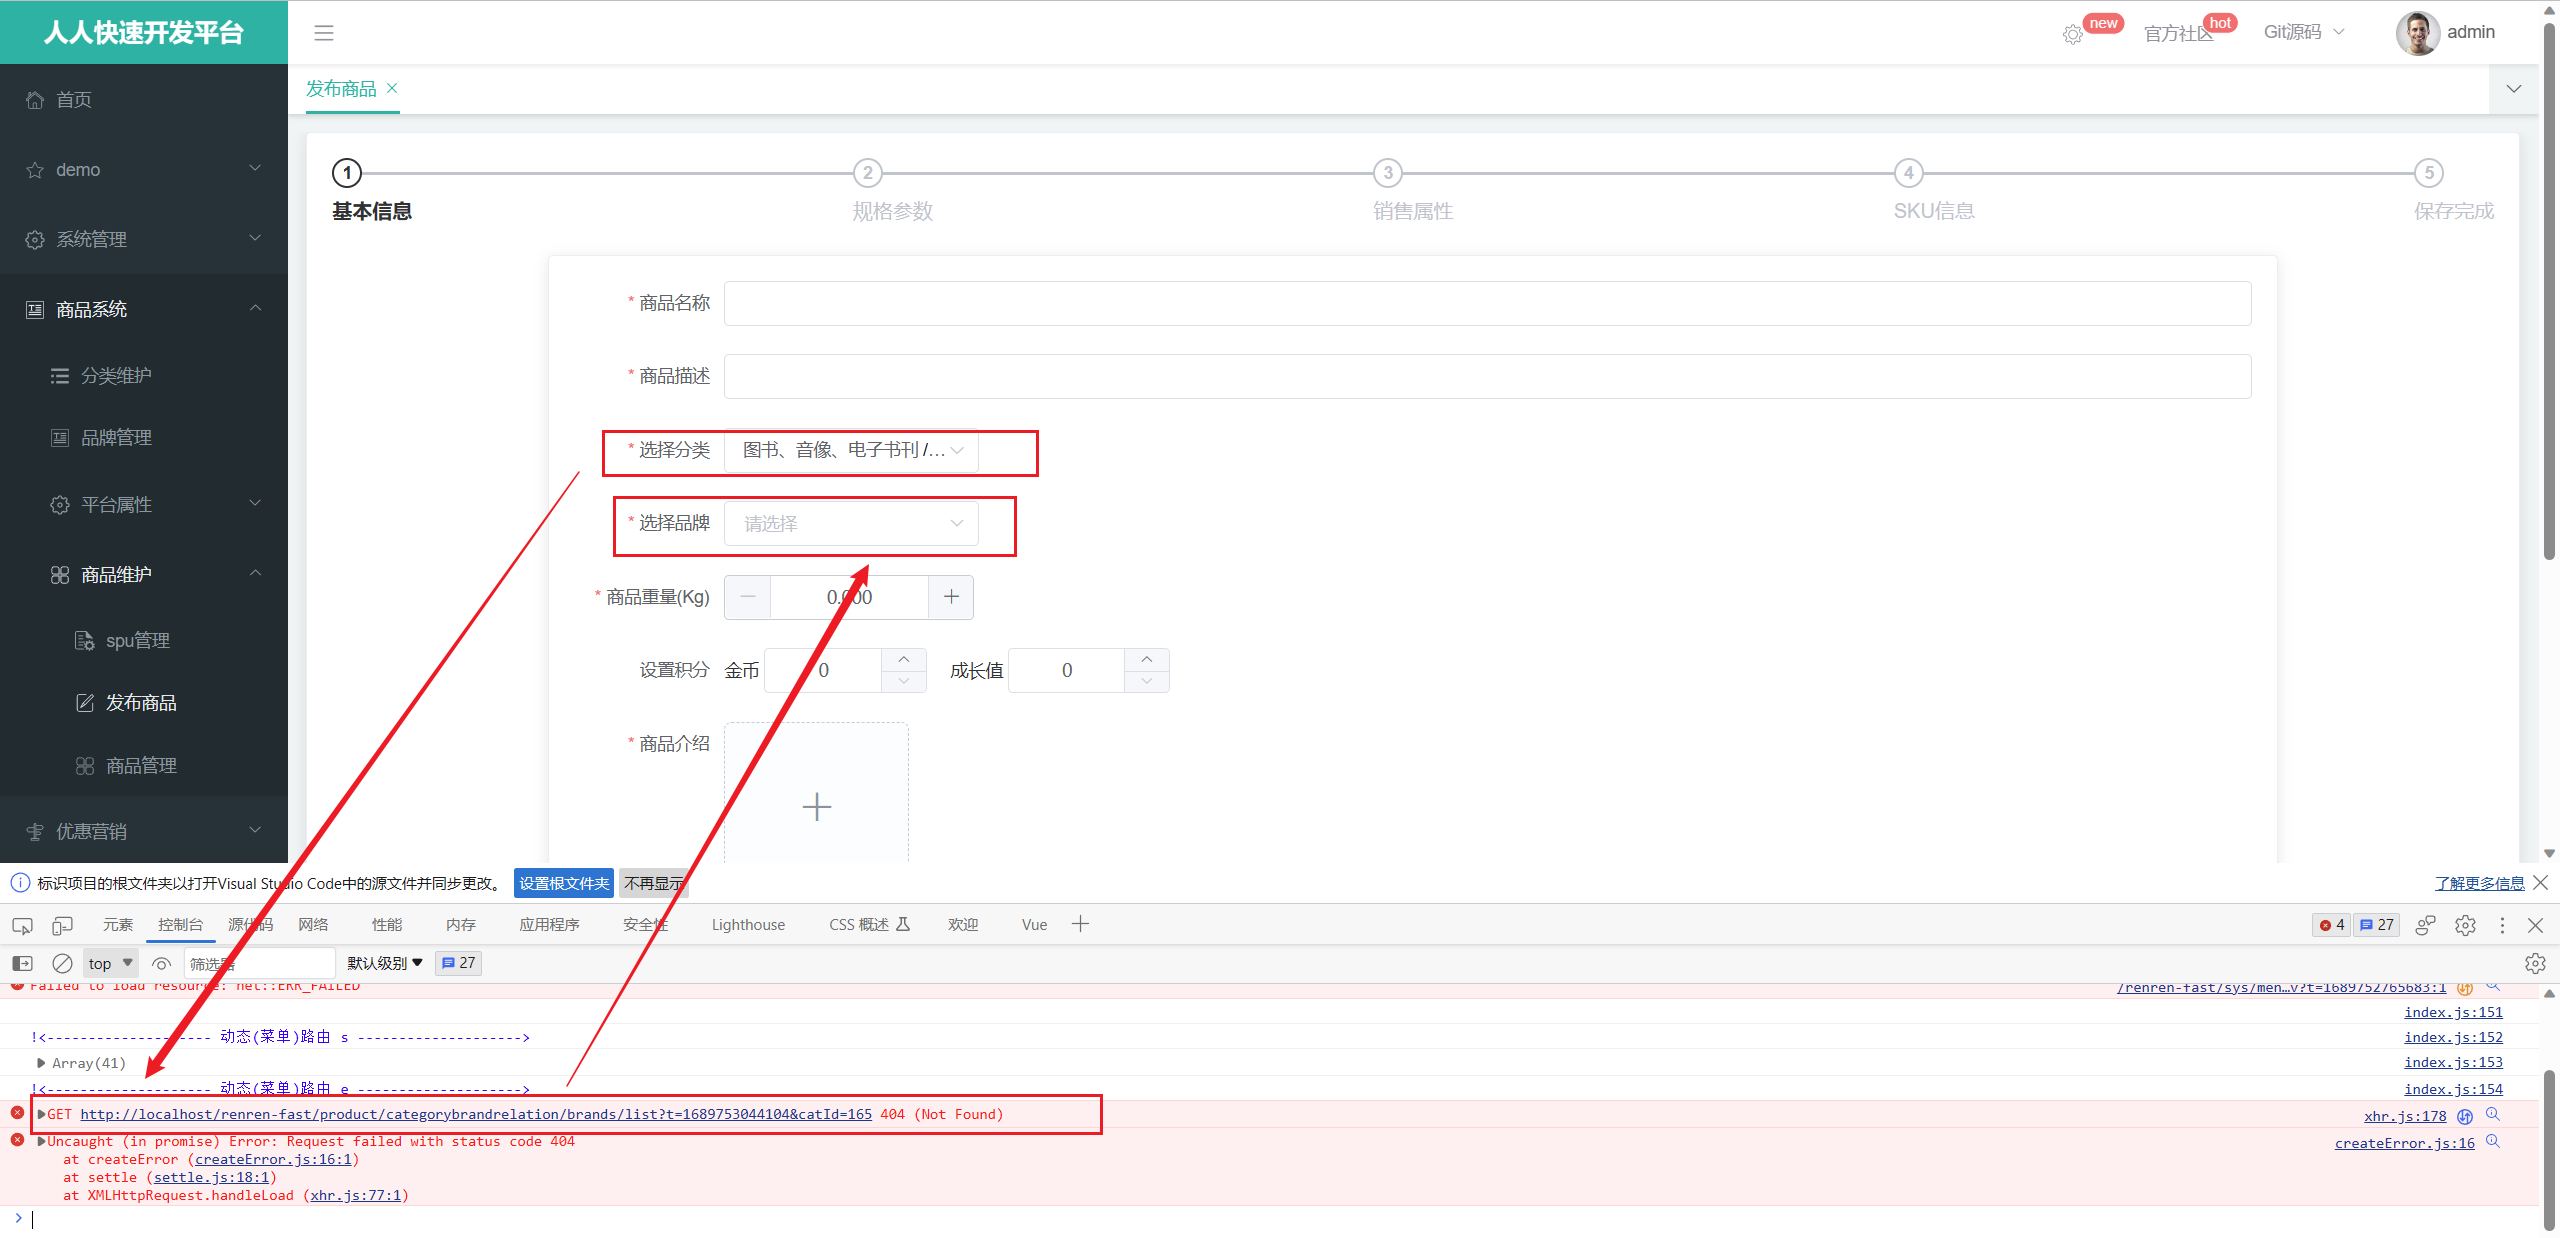 人人快速开发平台
new
官方社区
hot
Git源码
admin
首页
demo
系统管理
商品系统
分类维护
品牌管理
平台属性
商品维护
spu管理
发布商品
商品管理
优惠营销
发布商品
1
2
3
4
5
基本信息
规格参数
销售属性
SKU信息
保存完成
* 商品名称
* 商品描述
* 选择分类 图书、音像、电子书刊 /...
* 选择品牌 请选择
* 商品重量(Kg) 0.000
设置积分 金币 0 成长值 0
* 商品介绍
标识项目的根文件夹以打开Visual Studio Code中的源文件并同步更改。 设置根文件夹 不再显示 了解更多信息
元素 控制台 源代码 网络 性能 内存 应用程序 安全性 Lighthouse CSS 概述 欢迎 Vue 4 27
top 筛选器 默认级别 27
Failed to load resource: net::ERR_FAILED /renren-fast/sys/men…v?t=1689752765683:1
index.js:151
!<-------------------- 动态(菜单)路由 s --------------------> index.js:152
Array(41) index.js:153
!<-------------------- 动态(菜单)路由 e --------------------> index.js:154
GET http://localhost/renren-fast/product/categorybrandrelation/brands/list?t=1689753044104&catId=165 404 (Not Found) xhr.js:178
Uncaught (in promise) Error: Request failed with status code 404 createError.js:16
at createError (createError.js:16:1)
at settle (settle.js:18:1)
at XMLHttpRequest.handleLoad (xhr.js:77:1)